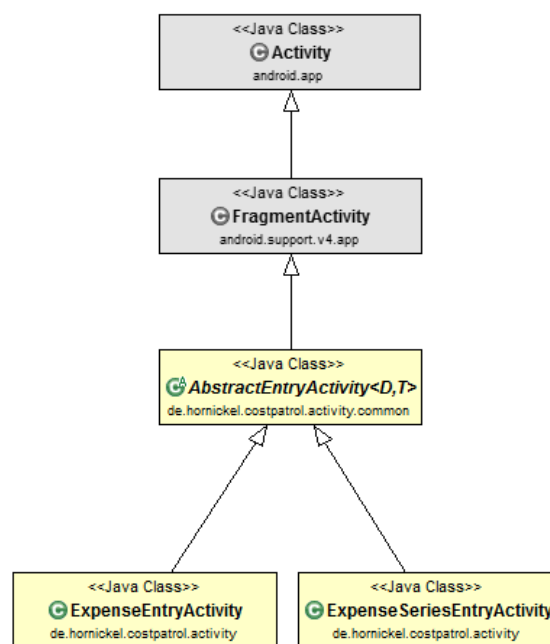 <<Java Class>>
Activity
android.app
<<Java Class>>
FragmentActivity
android.support.v4.app
<<Java Class>>
AbstractEntryActivity<D,T>
de.hornickel.costpatrol.activity.common
<<Java Class>>
ExpenseEntryActivity
de.hornickel.costpatrol.activity
<<Java Class>>
ExpenseSeriesEntryActivity
de.hornickel.costpatrol.activity